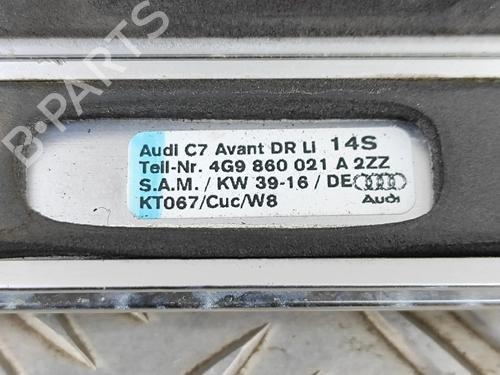 Audi C7 Avant DR Li 14S
Teil-Nr. 4G9 860 021 A 2ZZ
S.A.M. / KW 39-16 / DE
KT067/Cuc/W8
Audi
B-Parts